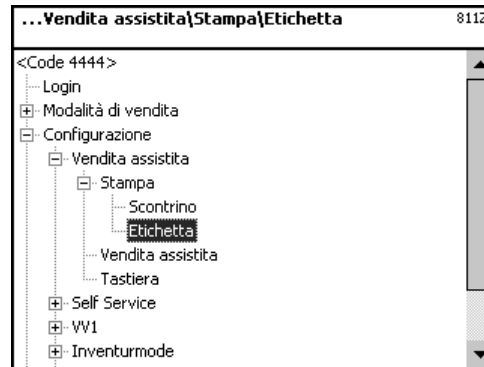 ...Vendita assistita\Stampa\Etichetta 8112
<Code 4444>
Login
Modalità di vendita
Configurazione
Vendita assistita
Stampa
Scontrino
Etichetta
Vendita assistita
Tastiera
Self Service
VV1
Inventurmode